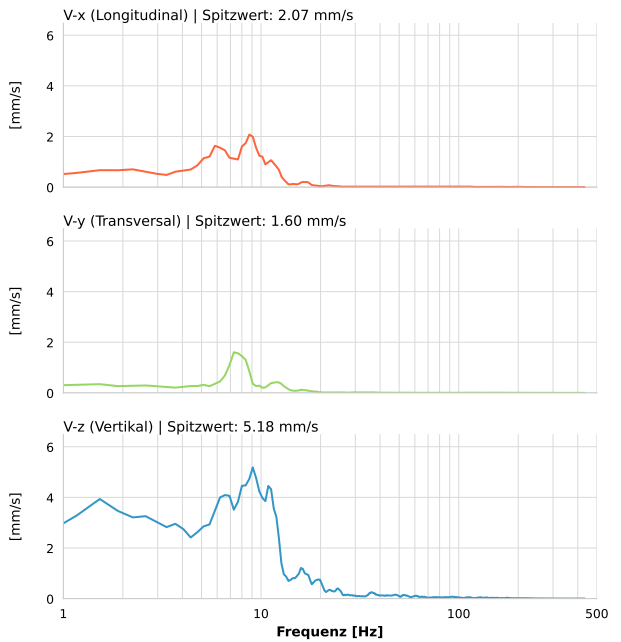 V-x (Longitudinal) | Spitzwert: 2.07 mm/s
6
4
2
0
[mm/s]
V-y (Transversal) | Spitzwert: 1.60 mm/s
6
4
2
0
[mm/s]
V-z (Vertikal) | Spitzwert: 5.18 mm/s
6
4
2
0
[mm/s]
1 10 100 500
Frequenz [Hz]